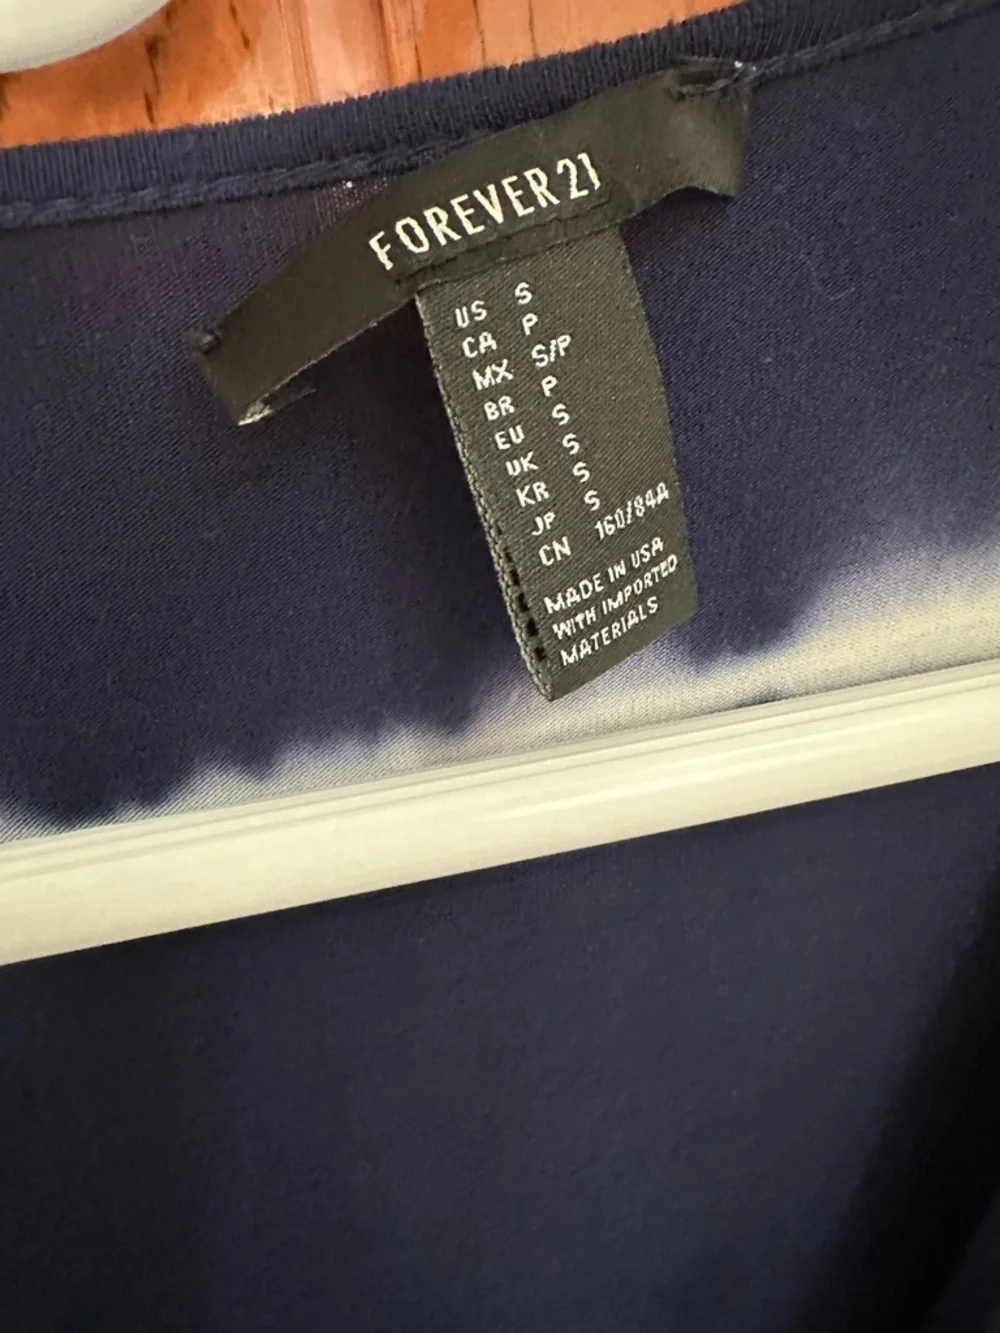 FOREVER 21
US S
CA P
MX S/P
BR P
EU S
UK S
KR S
JP S
CN 160/84A
MADE IN USA
WITH IMPORTED
MATERIALS